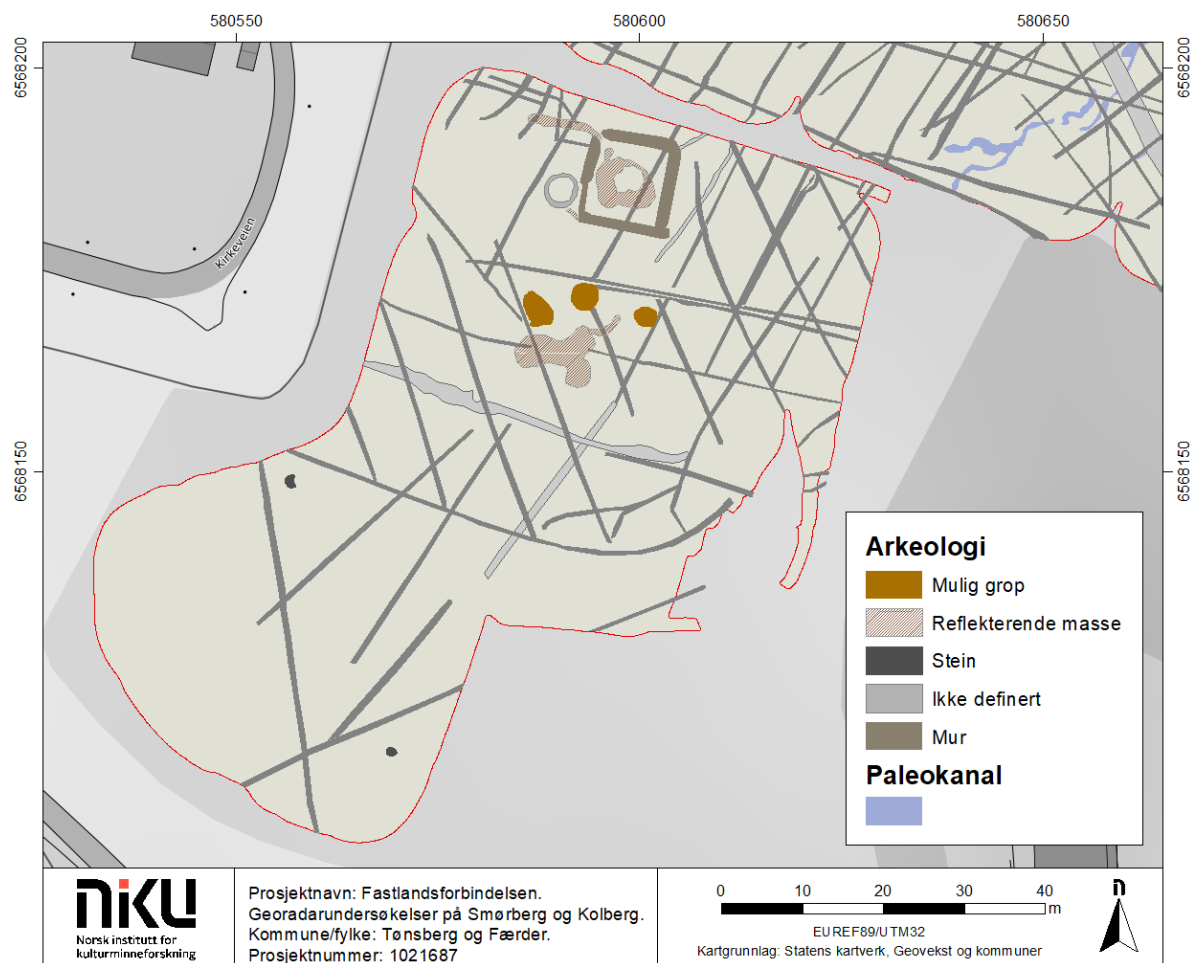 580550
580600
580650
6568200
6568200
Kirkeveien
6568150
6568150
Arkeologi
Mulig grop
Reflekterende masse
Stein
Ikke definert
Mur
Paleokanal
niku
Norsk institutt for
kulturminneforskning
Prosjektnavn: Fastlandsforbindelsen.
Georadarundersøkelser på Smørberg og Kolberg.
Kommune/fylke: Tønsberg og Færder.
Prosjektnummer: 1021687
0 10 20 30 40
m
EUREF89/UTM32
Kartgrunnlag: Statens kartverk, Geovekst og kommuner
n